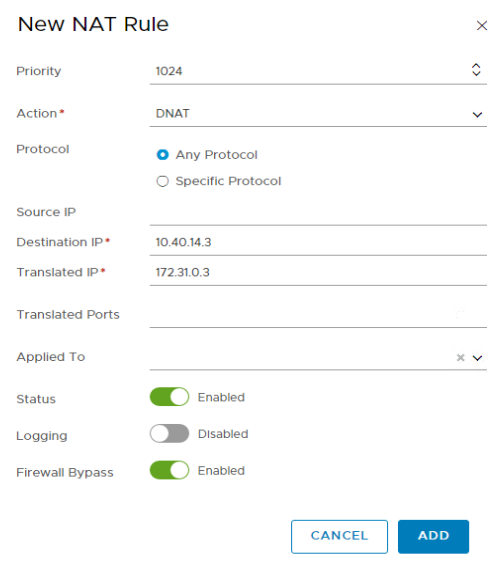 New NAT Rule
Priority 1024
Action* DNAT
Protocol Any Protocol
Specific Protocol
Source IP
Destination IP* 10.40.14.3
Translated IP* 172.31.0.3
Translated Ports
Applied To
Status Enabled
Logging Disabled
Firewall Bypass Enabled
CANCEL ADD